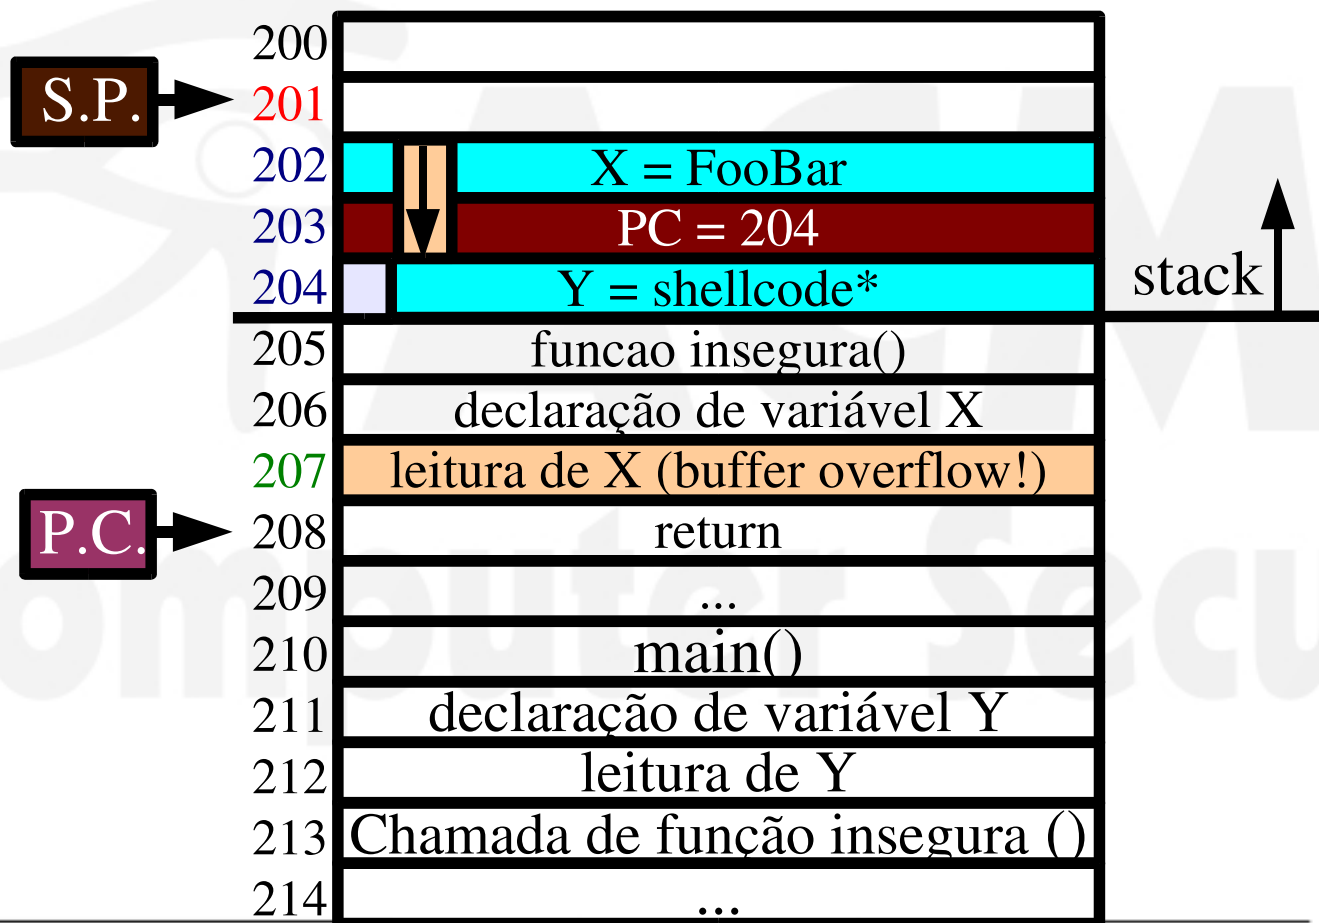 200
S.P.
201
202 X = FooBar
203 PC = 204
204 Y = shellcode*
stack
205 funcao insegura()
206 declaração de variável X
207 leitura de X (buffer overflow!)
P.C.
208 return
209 ...
210 main()
211 declaração de variável Y
212 leitura de Y
213 Chamada de função insegura ()
214 ...